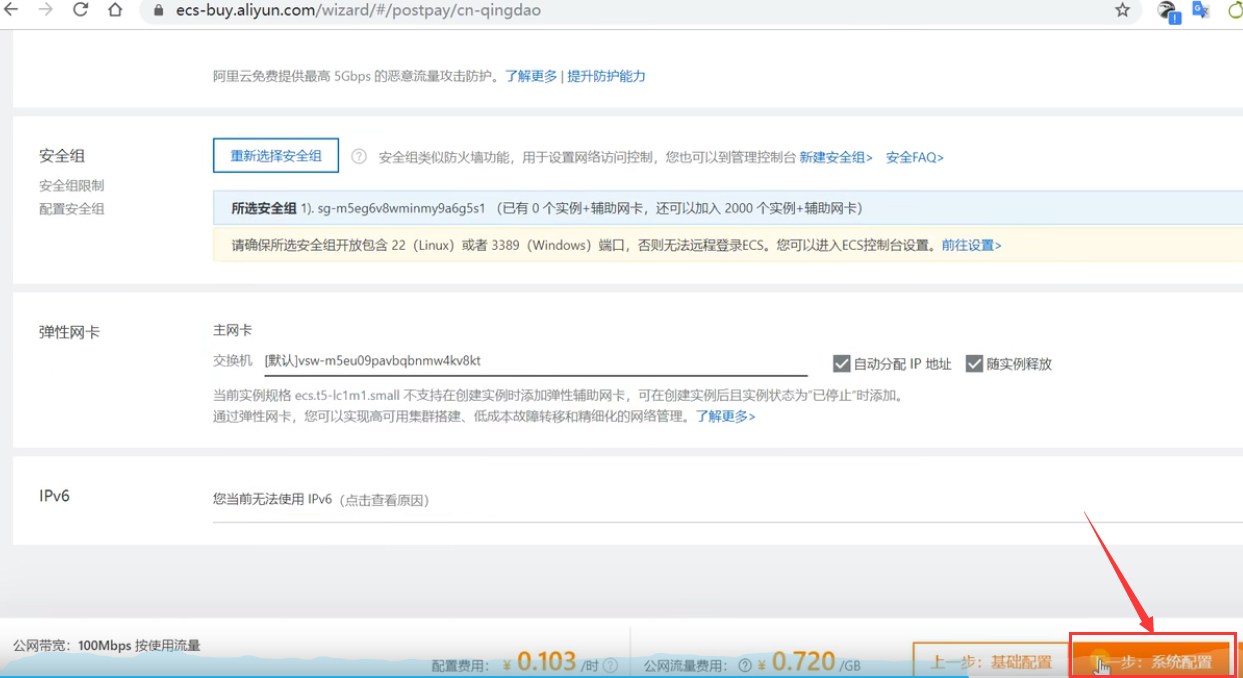 ecs-buy.aliyun.com/wizard/#/postpay/cn-qingdao
阿里云免费提供最高 5Gbps 的恶意流量攻击防护。了解更多 | 提升防护能力
安全组
安全组限制
配置安全组
重新选择安全组 ? 安全组类似防火墙功能，用于设置网络访问控制，您也可以到管理控制台 新建安全组> 安全FAQ>
所选安全组 1). sg-m5eg6v8wminmy9a6g5s1 （已有 0 个实例+辅助网卡，还可以加入 2000 个实例+辅助网卡）
请确保所选安全组开放包含 22（Linux）或者 3389（Windows）端口，否则无法远程登录ECS。您可以进入ECS控制台设置。前往设置>
弹性网卡
主网卡
交换机 [默认]vsw-m5eu09pavbqbnmw4kv8kt
自动分配 IP 地址 随实例释放
当前实例规格 ecs.t5-lc1m1.small 不支持在创建实例时添加弹性辅助网卡，可在创建实例后且实例状态为"已停止"时添加。
通过弹性网卡，您可以实现高可用集群搭建、低成本故障转移和精细化的网络管理。了解更多>
IPv6
您当前无法使用 IPv6（点击查看原因）
公网带宽：100Mbps 按使用流量
配置费用：¥ 0.103 /时 ? 公网流量费用：? ¥ 0.720 /GB
上一步：基础配置 一步：系统配置